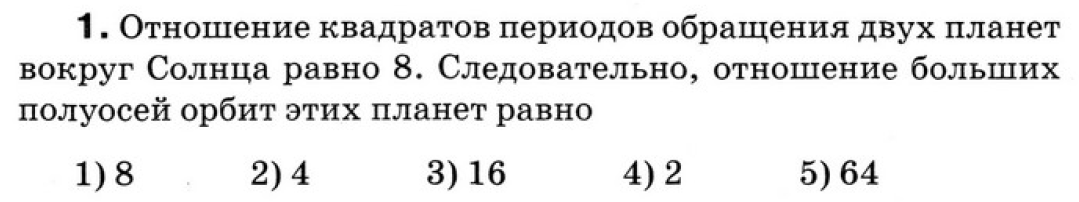 1. Отношение квадратов периодов обращения двух планет
вокруг Солнца равно 8. Следовательно, отношение больших
полуосей орбит этих планет равно
1) 8 2) 4 3) 16 4) 2 5) 64